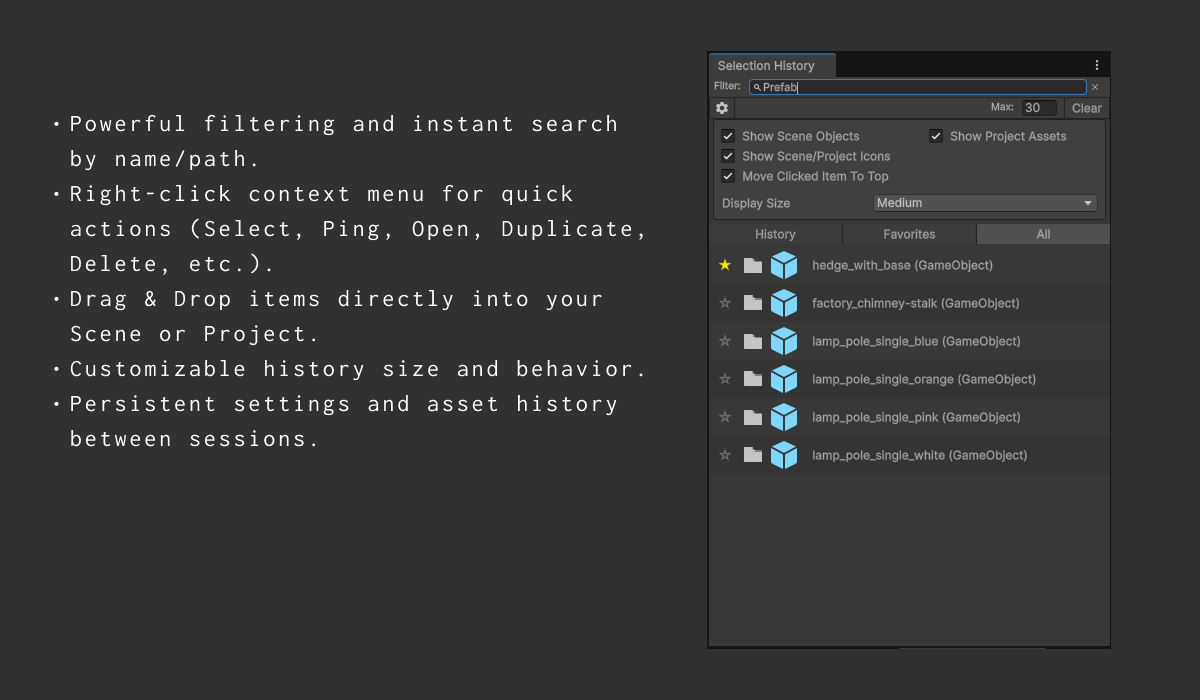 • Powerful filtering and instant search
by name/path.
• Right-click context menu for quick
actions (Select, Ping, Open, Duplicate,
Delete, etc.).
• Drag & Drop items directly into your
Scene or Project.
• Customizable history size and behavior.
• Persistent settings and asset history
between sessions.
Selection History
Filter: Prefab
Max: 30 Clear
Show Scene Objects Show Project Assets
Show Scene/Project Icons
Move Clicked Item To Top
Display Size Medium
History Favorites All
hedge_with_base (GameObject)
factory_chimney-stalk (GameObject)
lamp_pole_single_blue (GameObject)
lamp_pole_single_orange (GameObject)
lamp_pole_single_pink (GameObject)
lamp_pole_single_white (GameObject)